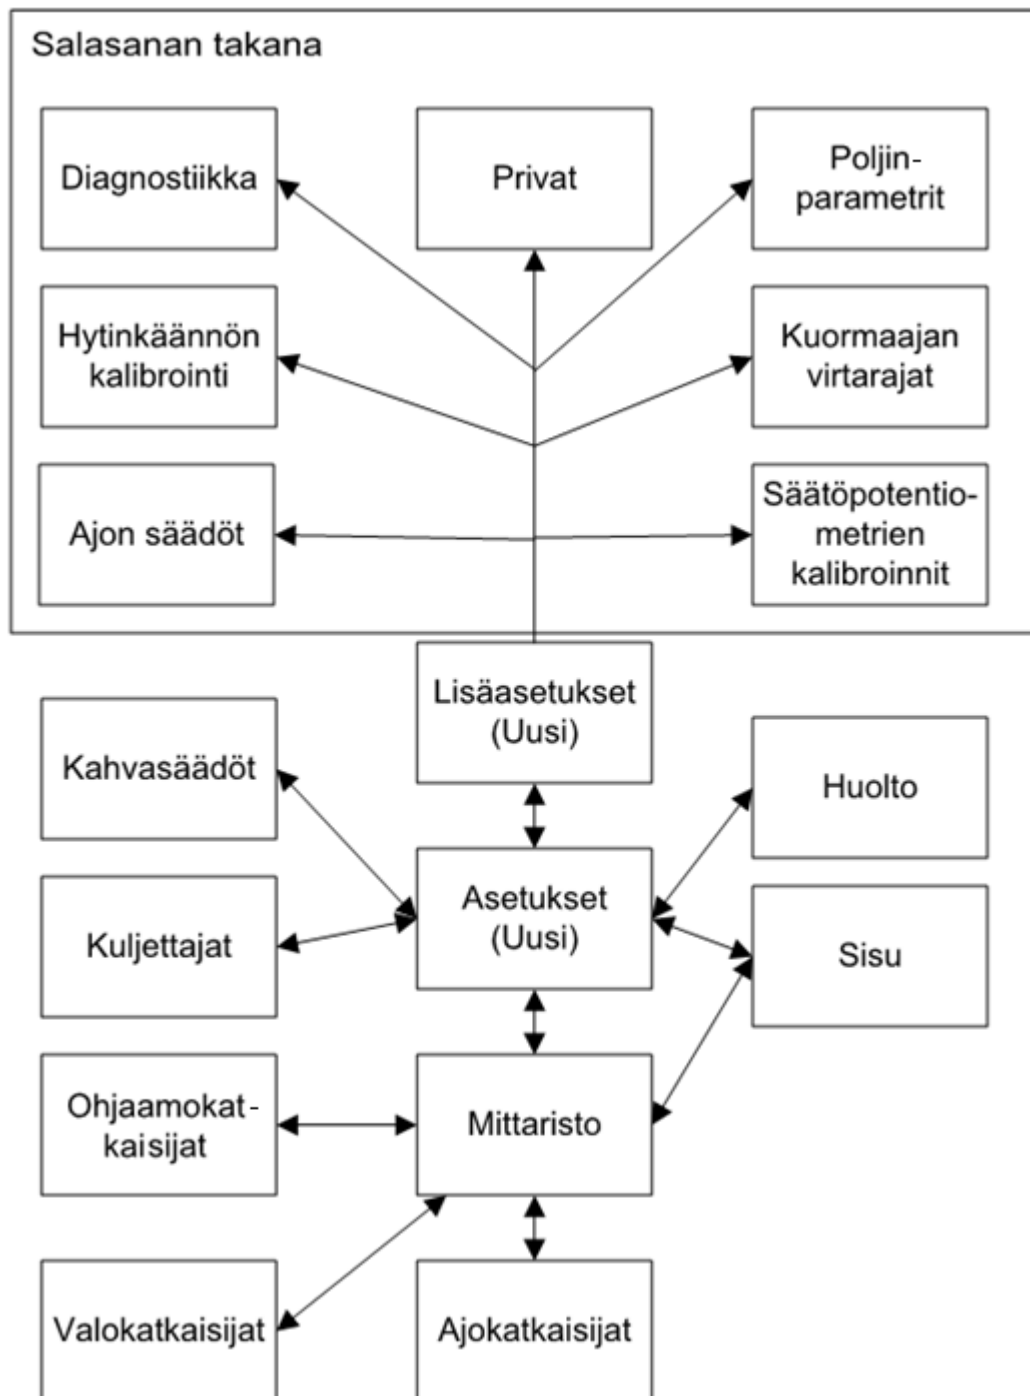 Salasanan takana
Diagnostiikka
Privat
Poljin-
parametrit
Hytinkäännön
kalibrointi
Kuormaajan
virtarajat
Ajon säädöt
Säätöpotentio-
metrien
kalibroinnit
Lisäasetukset
(Uusi)
Kahvasäädöt
Huolto
Asetukset
(Uusi)
Kuljettajat
Sisu
Ohjaamokat-
kaisijat
Mittaristo
Valokatkaisijat
Ajokatkaisijat